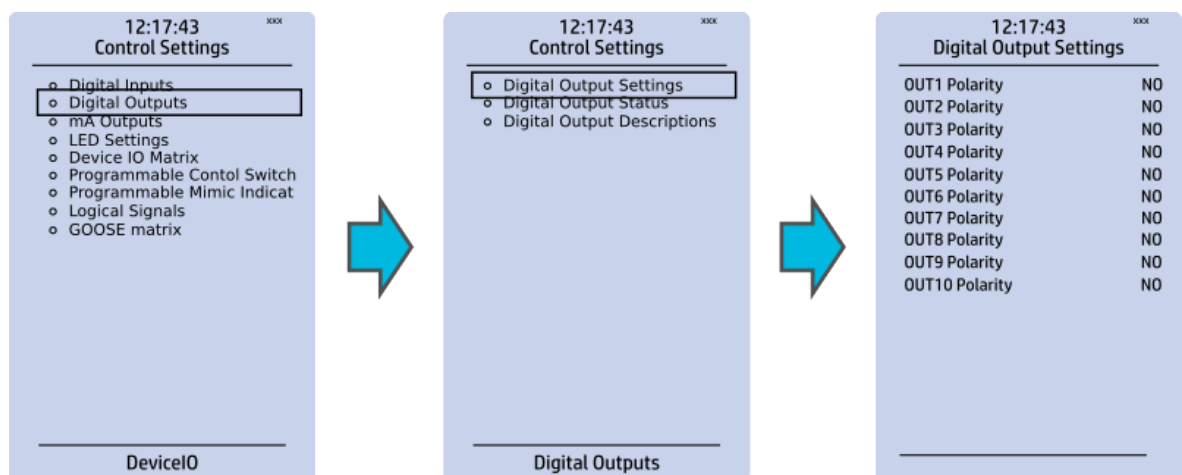 12:17:43 xxx
Control Settings
Digital Inputs
Digital Outputs
mA Outputs
LED Settings
Device IO Matrix
Programmable Contol Switch
Programmable Mimic Indicat
Logical Signals
GOOSE matrix
DeviceIO
12:17:43 xxx
Control Settings
Digital Output Settings
Digital Output Status
Digital Output Descriptions
Digital Outputs
12:17:43 xxx
Digital Output Settings
OUT1 Polarity NO
OUT2 Polarity NO
OUT3 Polarity NO
OUT4 Polarity NO
OUT5 Polarity NO
OUT6 Polarity NO
OUT7 Polarity NO
OUT8 Polarity NO
OUT9 Polarity NO
OUT10 Polarity NO